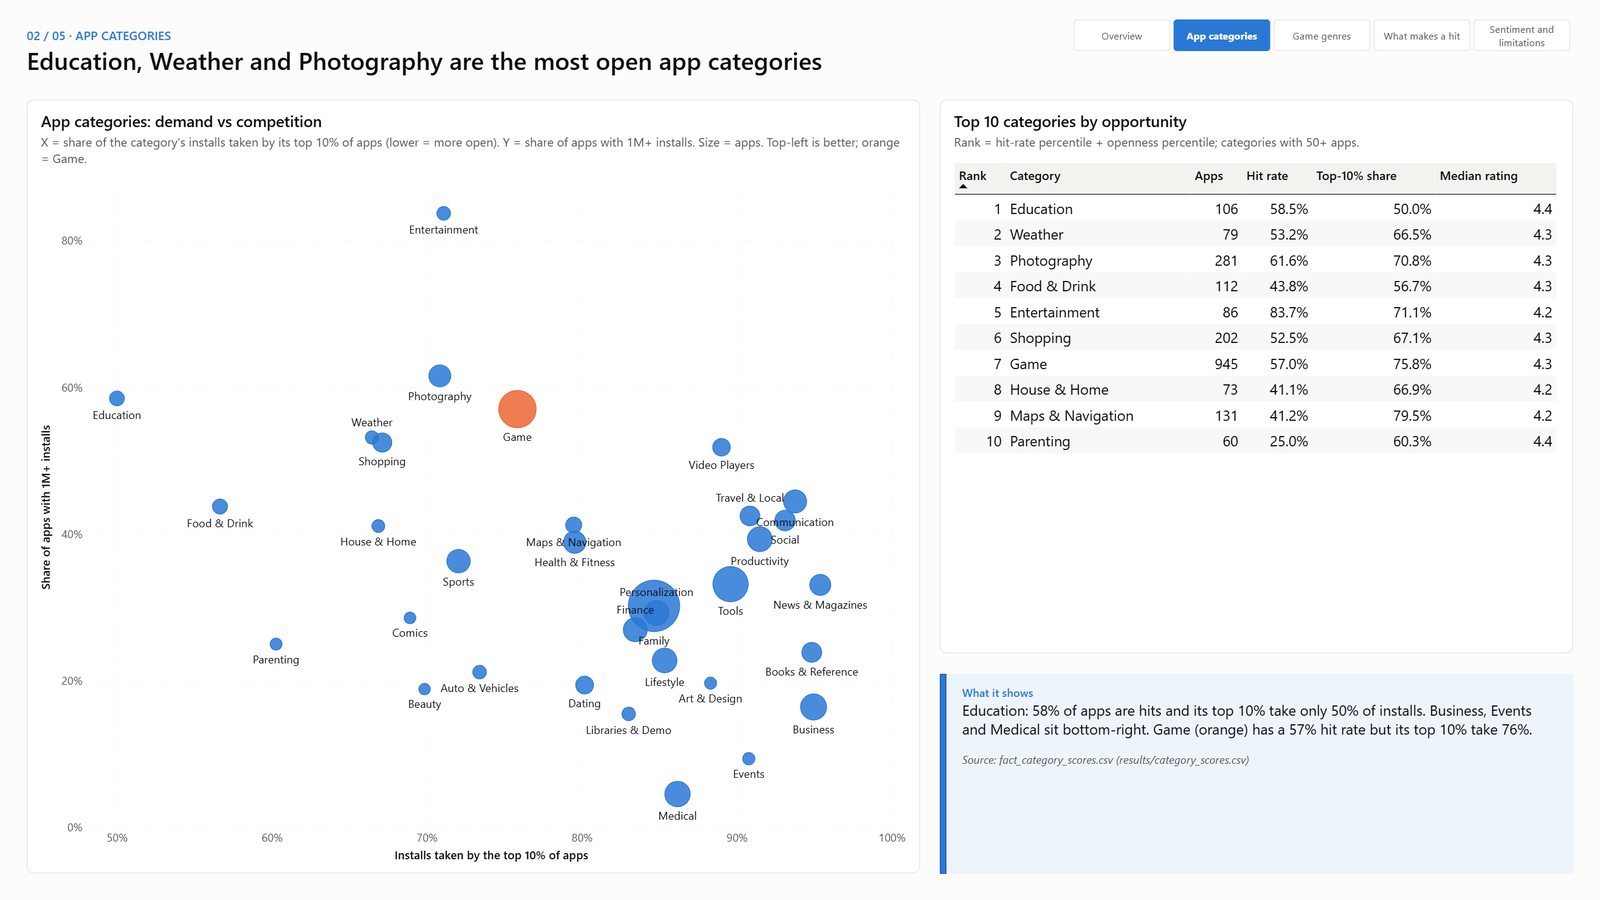 02 / 05 · APP CATEGORIES
Education, Weather and Photography are the most open app categories
Overview
App categories
Game genres
What makes a hit
Sentiment and
limitations
App categories: demand vs competition
X = share of the category's installs taken by its top 10% of apps (lower = more open). Y = share of apps with 1M+ installs. Size = apps. Top-left is better; orange
= Game.
Share of apps with 1M+ installs
80%
60%
40%
20%
0%
Entertainment
Photography
Education
Game
Weather
Shopping
Video Players
Travel & Local
Food & Drink
Communication
House & Home
Maps & Navigation
Social
Health & Fitness
Productivity
Sports
Personalization
Tools
News & Magazines
Finance
Comics
Family
Parenting
Books & Reference
Lifestyle
Auto & Vehicles
Art & Design
Beauty
Dating
Libraries & Demo
Business
Events
Medical
50%
60%
70%
80%
90%
100%
Installs taken by the top 10% of apps
Top 10 categories by opportunity
Rank = hit-rate percentile + openness percentile; categories with 50+ apps.
Rank Category Apps Hit rate Top-10% share Median rating
1 Education 106 58.5% 50.0% 4.4
2 Weather 79 53.2% 66.5% 4.3
3 Photography 281 61.6% 70.8% 4.3
4 Food & Drink 112 43.8% 56.7% 4.3
5 Entertainment 86 83.7% 71.1% 4.2
6 Shopping 202 52.5% 67.1% 4.3
7 Game 945 57.0% 75.8% 4.3
8 House & Home 73 41.1% 66.9% 4.2
9 Maps & Navigation 131 41.2% 79.5% 4.2
10 Parenting 60 25.0% 60.3% 4.4
What it shows
Education: 58% of apps are hits and its top 10% take only 50% of installs. Business, Events
and Medical sit bottom-right. Game (orange) has a 57% hit rate but its top 10% take 76%.
Source: fact_category_scores.csv (results/category_scores.csv)